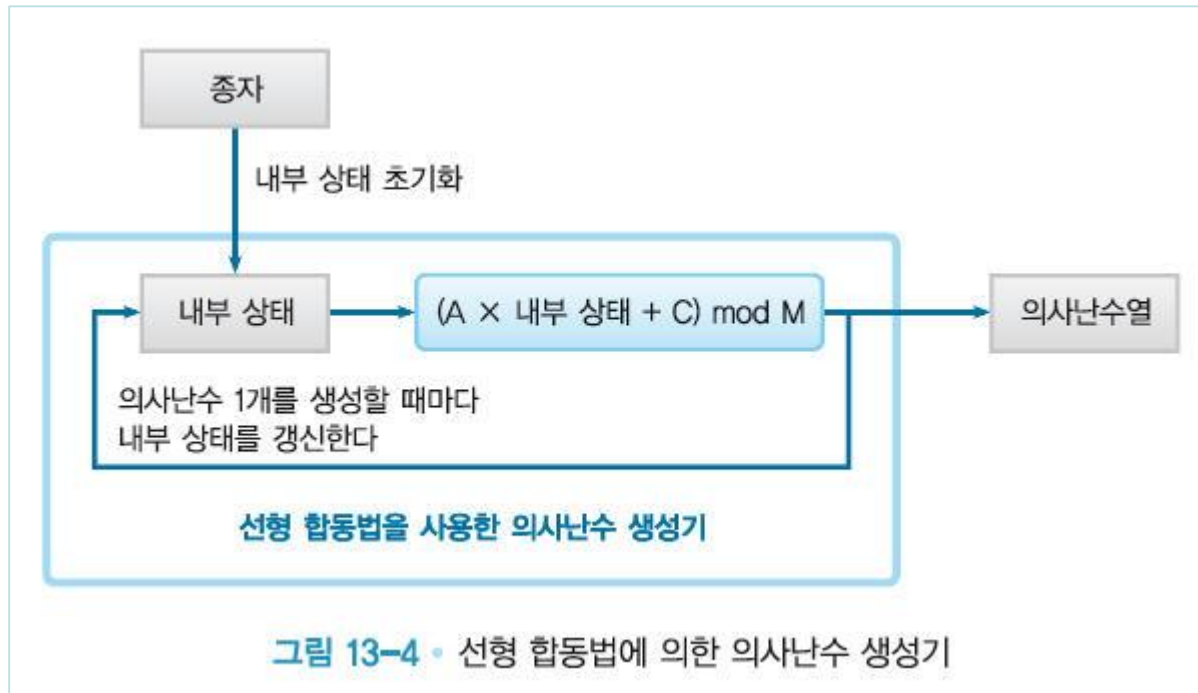 종자
내부 상태 초기화
내부 상태
(A × 내부 상태 + C) mod M
의사난수열
의사난수 1개를 생성할 때마다
내부 상태를 갱신한다
선형 합동법을 사용한 의사난수 생성기
그림 13-4 • 선형 합동법에 의한 의사난수 생성기